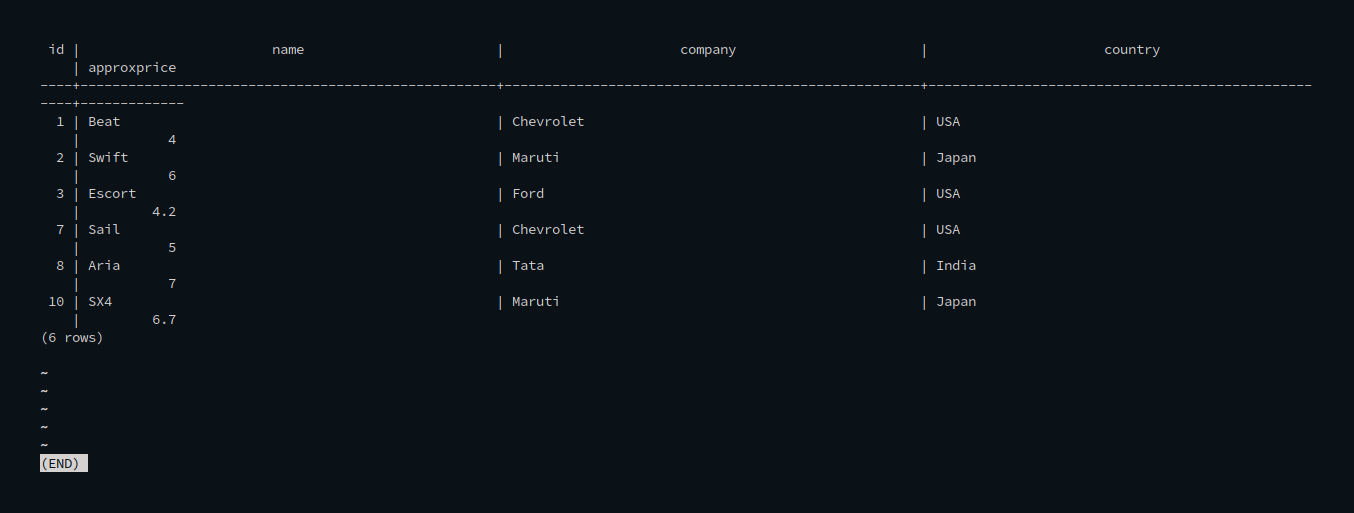 id |                        name                        |                      company                       |                      country                  
    | approxprice 
----+----------------------------------------------------+----------------------------------------------------+------------------------------------------------
----+-------------
  1 | Beat                                               | Chevrolet                                          | USA
    |           4
  2 | Swift                                              | Maruti                                             | Japan
    |           6
  3 | Escort                                             | Ford                                               | USA
    |         4.2
  7 | Sail                                               | Chevrolet                                          | USA
    |           5
  8 | Aria                                               | Tata                                               | India
    |           7
 10 | SX4                                                | Maruti                                             | Japan
    |         6.7
(6 rows)
~
~
~
~
~
(END)